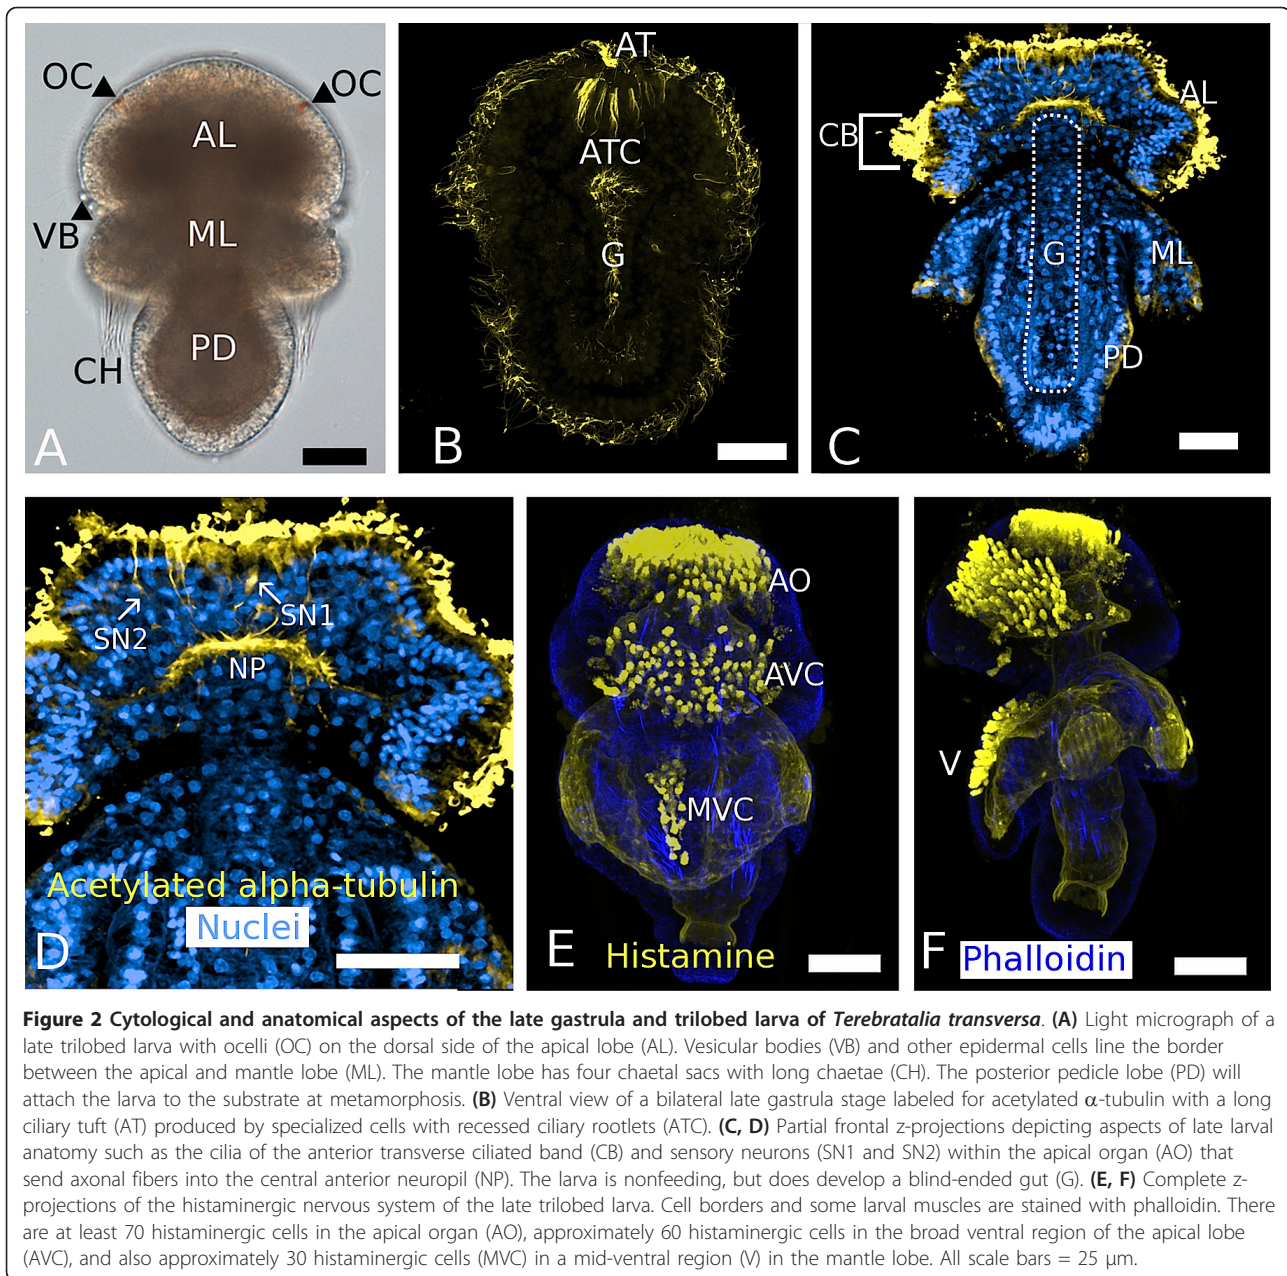 OC
OC
AL
VB
ML
PD
CH
A
AT
ATC
G
B
AL
CB
G
ML
PD
C
SN1
SN2
NP
Acetylated alpha-tubulin
Nuclei
D
AO
AVC
MVC
E
Histamine
V
F
Phalloidin
Figure 2 Cytological and anatomical aspects of the late gastrula and trilobed larva of Terebratalia transversa. (A) Light micrograph of a
late trilobed larva with ocelli (OC) on the dorsal side of the apical lobe (AL). Vesicular bodies (VB) and other epidermal cells line the border
between the apical and mantle lobe (ML). The mantle lobe has four chaetal sacs with long chaetae (CH). The posterior pedicle lobe (PD) will
attach the larva to the substrate at metamorphosis. (B) Ventral view of a bilateral late gastrula stage labeled for acetylated α-tubulin with a long
ciliary tuft (AT) produced by specialized cells with recessed ciliary rootlets (ATC). (C, D) Partial frontal z-projections depicting aspects of late larval
anatomy such as the cilia of the anterior transverse ciliated band (CB) and sensory neurons (SN1 and SN2) within the apical organ (AO) that
send axonal fibers into the central anterior neuropil (NP). The larva is nonfeeding, but does develop a blind-ended gut (G). (E, F) Complete z-
projections of the histaminergic nervous system of the late trilobed larva. Cell borders and some larval muscles are stained with phalloidin. There
are at least 70 histaminergic cells in the apical organ (AO), approximately 60 histaminergic cells in the broad ventral region of the apical lobe
(AVC), and also approximately 30 histaminergic cells (MVC) in a mid-ventral region (V) in the mantle lobe. All scale bars = 25 μm.